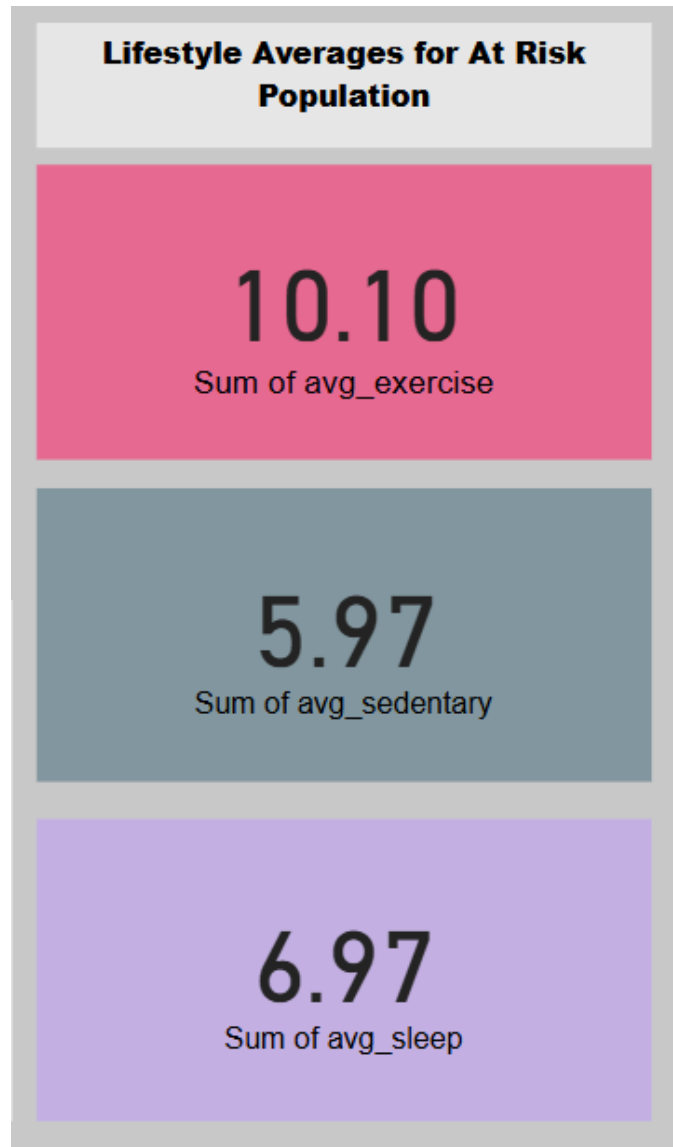 Lifestyle Averages for At Risk
Population
10.10
Sum of avg_exercise
5.97
Sum of avg_sedentary
6.97
Sum of avg_sleep